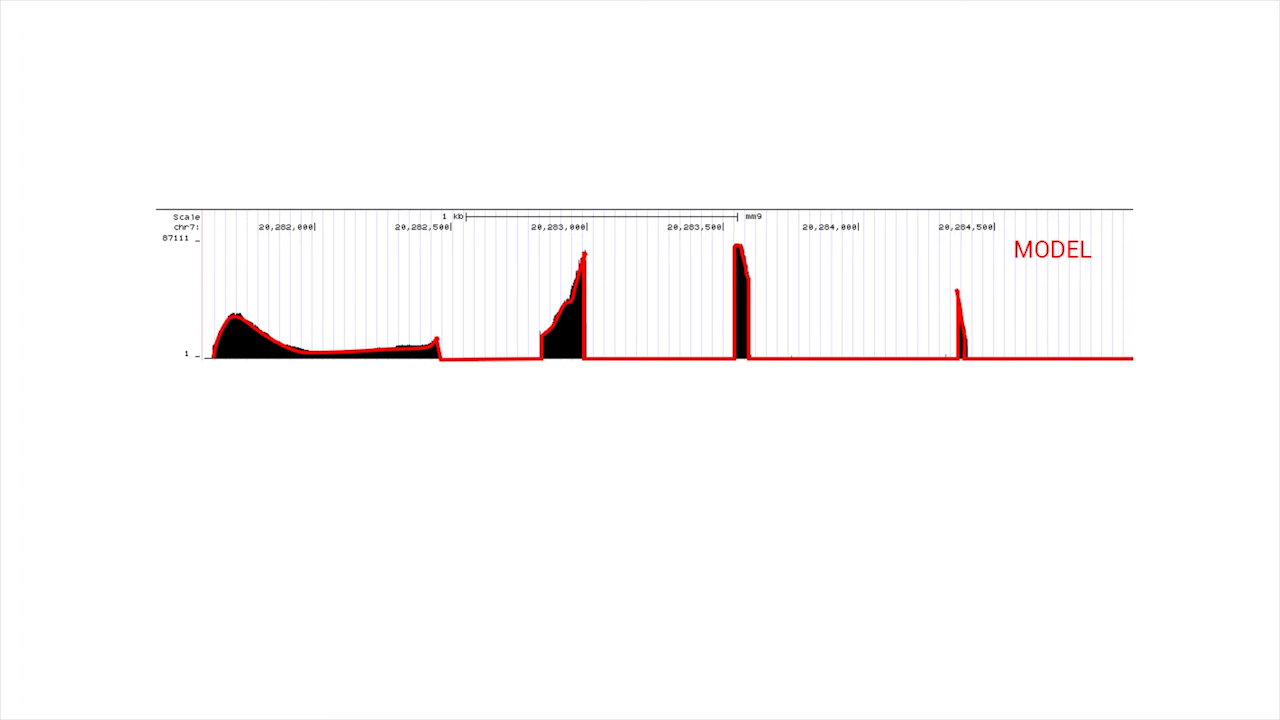 Scale 1 kb mm9
chr7: 20,282,000 20,282,500 20,283,000 20,283,500 20,284,000 20,284,500
87111 _
MODEL
1 _